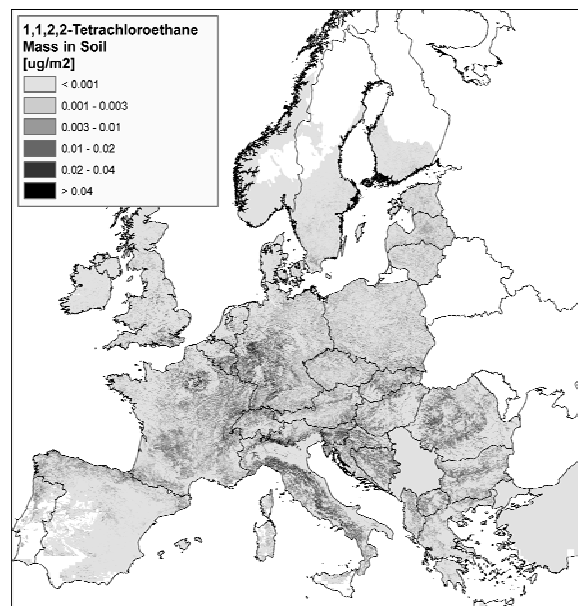 1,1,2,2-Tetrachloroethane
Mass in Soil
[ug/m2]
< 0.001
0.001 - 0.003
0.003 - 0.01
0.01 - 0.02
0.02 - 0.04
> 0.04